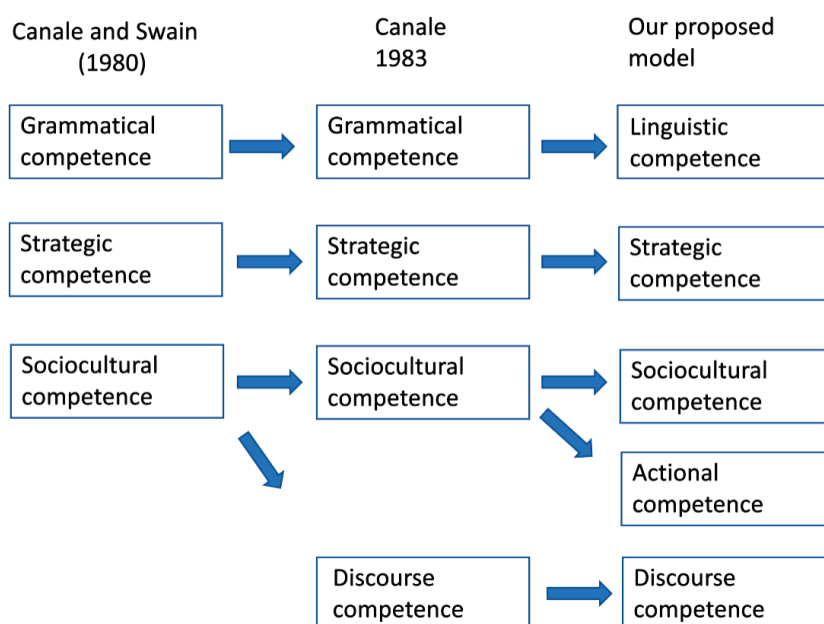 Canale and Swain
(1980)
Canale
1983
Our proposed
model
Grammatical
competence
Grammatical
competence
Linguistic
competence
Strategic
competence
Strategic
competence
Strategic
competence
Sociocultural
competence
Sociocultural
competence
Sociocultural
competence
Actional
competence
Discourse
competence
Discourse
competence